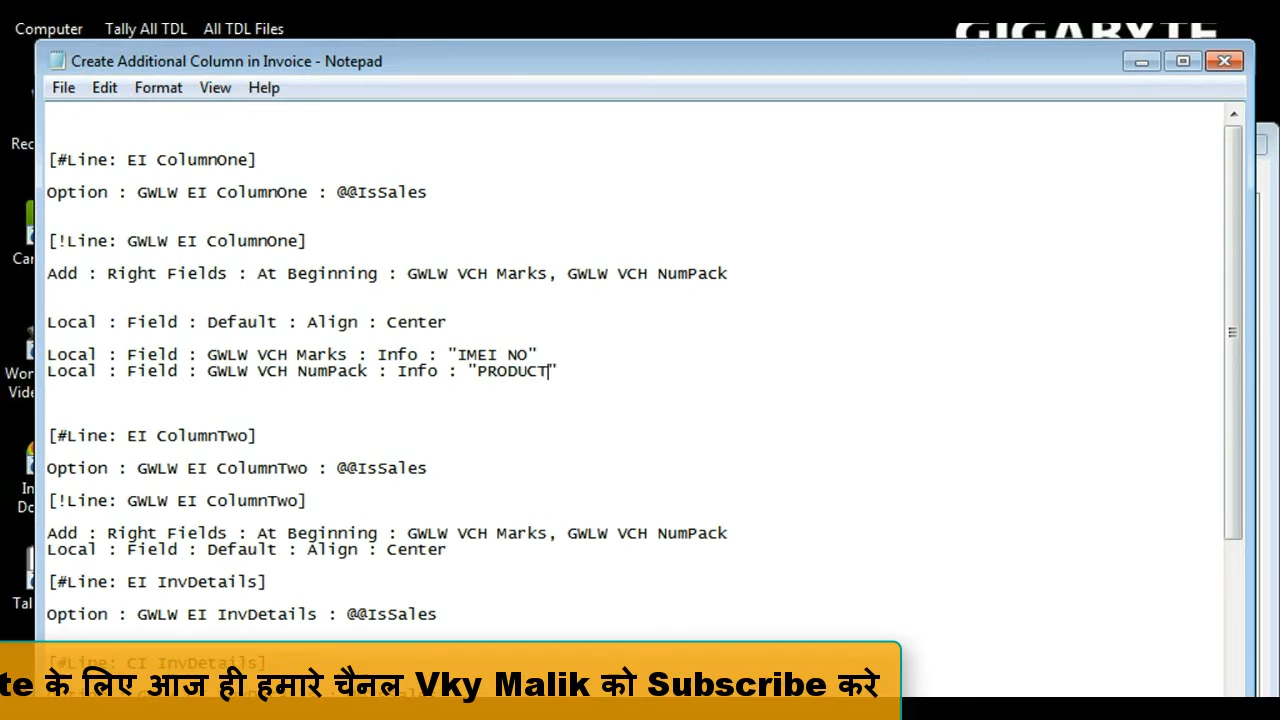 Computer Tally All TDL All TDL Files
GIGABYTE
Create Additional Column in Invoice - Notepad
File Edit Format View Help
[#Line: EI ColumnOne]
Option : GWLW EI ColumnOne : @@IsSales
[!Line: GWLW EI ColumnOne]
Add : Right Fields : At Beginning : GWLW VCH Marks, GWLW VCH NumPack
Local : Field : Default : Align : Center
Local : Field : GWLW VCH Marks : Info : "IMEI NO"
Local : Field : GWLW VCH NumPack : Info : "PRODUCT"
[#Line: EI ColumnTwo]
Option : GWLW EI ColumnTwo : @@IsSales
[!Line: GWLW EI ColumnTwo]
Add : Right Fields : At Beginning : GWLW VCH Marks, GWLW VCH NumPack
Local : Field : Default : Align : Center
[#Line: EI InvDetails]
Option : GWLW EI InvDetails : @@IsSales
[#Line: CI InvDetails]
te के लिए आज ही हमारे चैनल Vky Malik को Subscribe करे